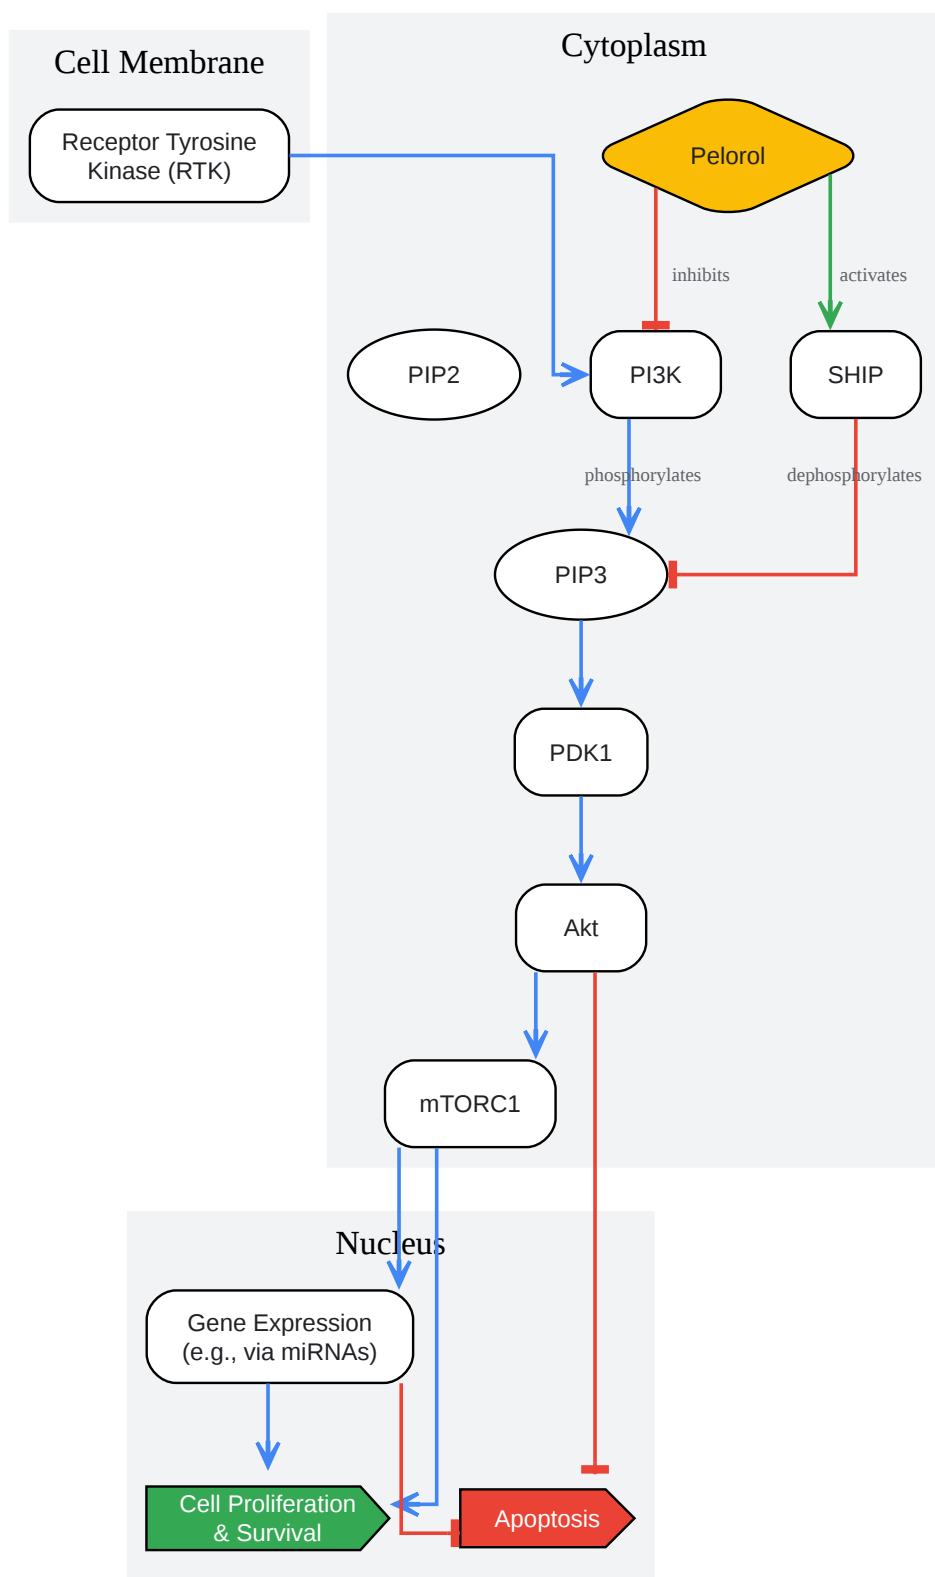 Cell Membrane
Cytoplasm
Receptor Tyrosine
Kinase (RTK)
Pelorol
inhibits
activates
PIP2
PI3K
SHIP
phosphorylates
dephosphorylates
PIP3
PDK1
Akt
mTORC1
Nucleus
Gene Expression
(e.g., via miRNAs)
Cell Proliferation
& Survival
Apoptosis